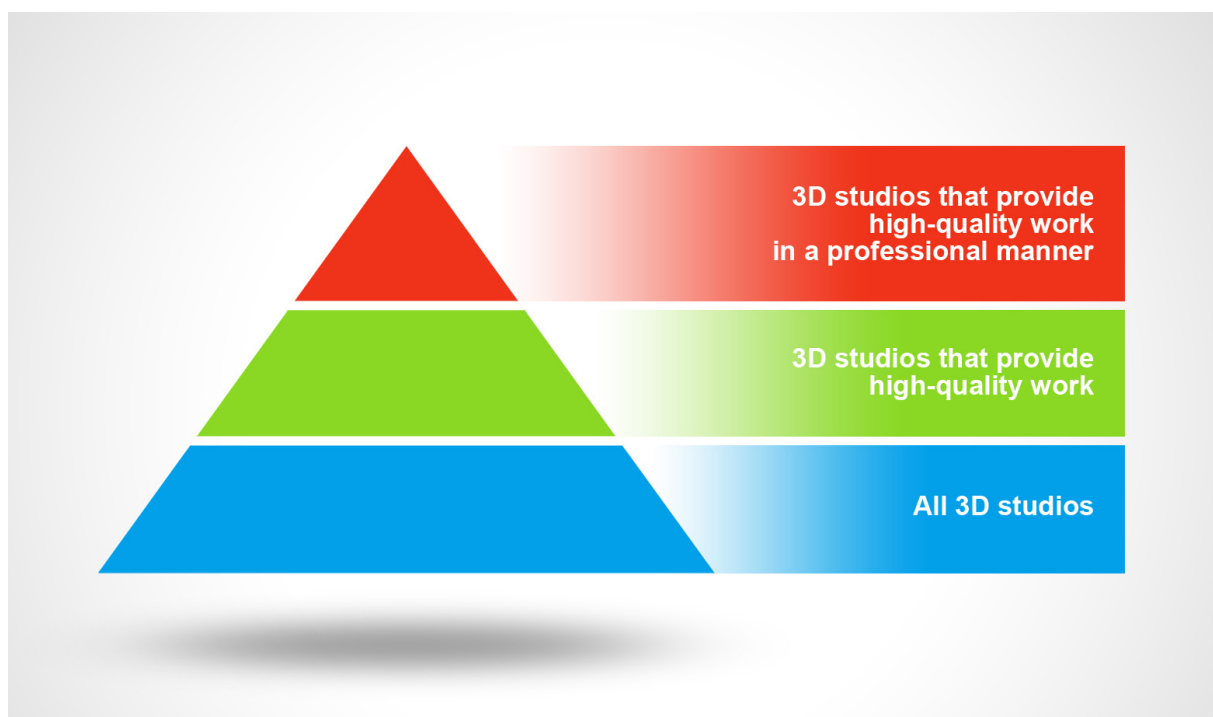 3D studios that provide
high-quality work
in a professional manner
3D studios that provide
high-quality work
All 3D studios